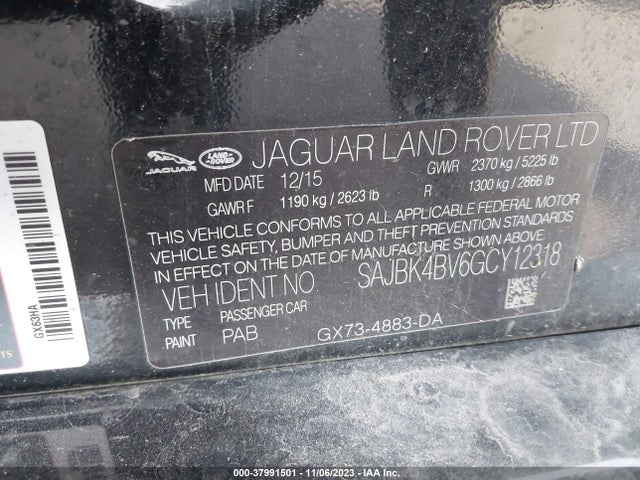 JAGUAR LAND-ROVER JAGUAR LAND ROVER LTD
MFD DATE 12/15 GVWR 2370 kg / 5225 lb
GAWR F 1190 kg / 2623 lb R 1300 kg / 2866 lb
THIS VEHICLE CONFORMS TO ALL APPLICABLE FEDERAL MOTOR
VEHICLE SAFETY, BUMPER AND THEFT PREVENTION STANDARDS
IN EFFECT ON THE DATE OF MANUFACTURE SHOWN ABOVE.
VEH IDENT NO SAJBK4BV6GCY12318
TYPE PASSENGER CAR
PAINT PAB GX73-4883-DA
GX63HA
000-37991501 - 11/06/2023 - IAA Inc.